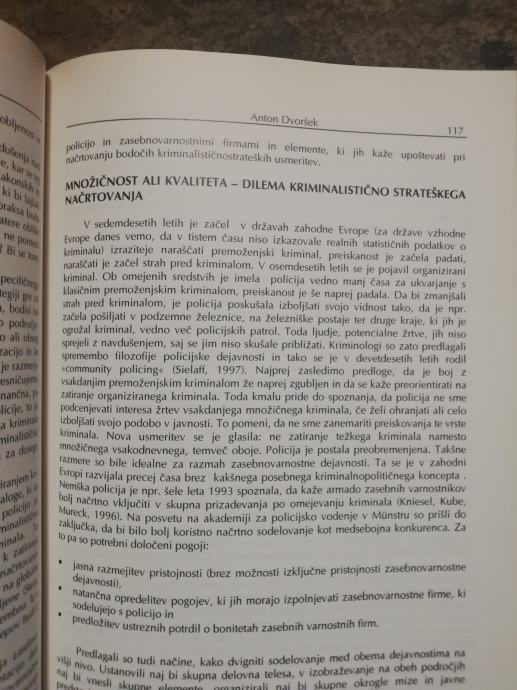 Anton Dvoršek
117
policijo in zasebnovarnostnimi firmami in elemente, ki jih kaže upoštevati pri
načrtovanju bodočih kriminalističnostrateških usmeritev.
MNOŽIČNOST ALI KVALITETA – DILEMA KRIMINALISTIČNO STRATEŠKEGA
NAČRTOVANJA
V sedemdesetih letih je začel v državah zahodne Evrope (za države vzhodne
Evrope danes vemo, da v tistem času niso izkazovale realnih statističnih podatkov o
kriminalu) izraziteje naraščati premoženjski kriminal, preiskanost je začela padati,
naraščati je začel strah pred kriminalom. V osemdesetih letih se je pojavil organizirani
kriminal. Ob omejenih sredstvih je imela policija vedno manj časa za ukvarjanje s
klasičnim premoženjskim kriminalom, preiskanost je še naprej padala. Da bi zmanjšali
strah pred kriminalom, je policija poskušala izboljšati svojo vidnost tako, da je npr.
začela pošiljati v podzemne železnice, na železniške postaje ter druge kraje, ki jih je
ogrožal kriminal, vedno več policijskih patrol. Toda ljudje, potencialne žrtve, jih niso
sprejeli z navdušenjem, saj se jim niso skušale približati. Kriminologi so zato predlagali
spremembo filozofije policijske dejavnosti in tako se je v devetdesetih letih rodil
»community policing« (Sielaff, 1997). Najprej zasledimo predloge, da je boj z
vsakdanjim premoženjskim kriminalom že naprej zgubljen in da se kaže preorientirati na
zatiranje organiziranega kriminala. Toda kmalu pride do spoznanja, da policija ne sme
podcenjevati interesa žrtev vsakdanjega množičnega kriminala, če želi ohranjati ali celo
izboljšati svojo podobo v javnosti. To pomeni, da ne sme zanemariti preiskovanja te vrste
kriminala. Nova usmeritev se je glasila: ne zatiranje težkega kriminala namesto
množičnega vsakodnevnega, temveč oboje. Policija je postala preobremenjena. Takšne
razmere so bile idealne za razmah zasebnovarnostne dejavnosti. Ta se je v zahodni
Evropi razvijala precej časa brez kakšnega posebnega kriminalnopolitičnega koncepta .
Nemška policija je npr. šele leta 1993 spoznala, da kaže armado zasebnih varnostnikov
bolj načrtno vključiti v skupna prizadevanja po omejevanju kriminala (Kniesel, Kube,
Mureck, 1996). Na posvetu na akademiji za policijsko vodenje v Münstru so prišli do
zaključka, da bi bilo bolj koristno načrtno sodelovanje kot medsebojna konkurenca. Za
to pa so potrebni določeni pogoji:
• jasna razmejitev pristojnosti (brez možnosti izključne pristojnosti zasebnovarnostne
dejavnosti),
• natančna opredelitev pogojev, ki jih morajo izpolnjevati zasebnovarnostne firme, ki
sodelujejo s policijo in
• predložitev ustreznih potrdil o bonitetah zasebnih varnostnih firm.
Predlagali so tudi načine, kako dvigniti sodelovanje med obema dejavnostima na
višji nivo. Ustanovili naj bi skupna delovna telesa, v izobraževanje na obeh področjih
naj bi vnesli skupne elemente, organizirali naj bi skupne okrogle mize in javne